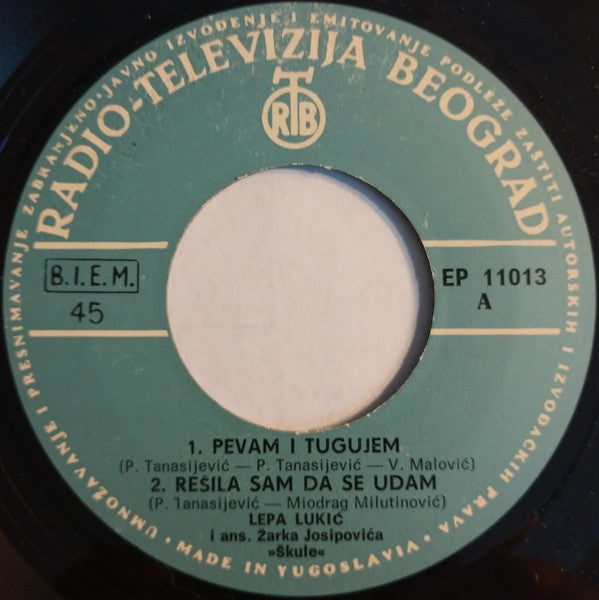 UMNOŽAVANJE I PRESNIMAVANJE ZABRANJENO · JAVNO IZVOĐENJE I EMITOVANJE PODLEŽE ZAŠTITI AUTORSKIH I IZVOĐAČKIH PRAVA
RADIO-TELEVIZIJA BEOGRAD
RTB
B.I.E.M.
45
EP 11013
A
1. PEVAM I TUGUJEM
(P. Tanasijević — P. Tanasijević — V. Malović)
2. REŠILA SAM DA SE UDAM
(P. Tanasijević — Miodrag Milutinović)
LEPA LUKIĆ
i ans. Žarka Josipovića
»Škule«
· MADE IN YUGOSLAVIA ·